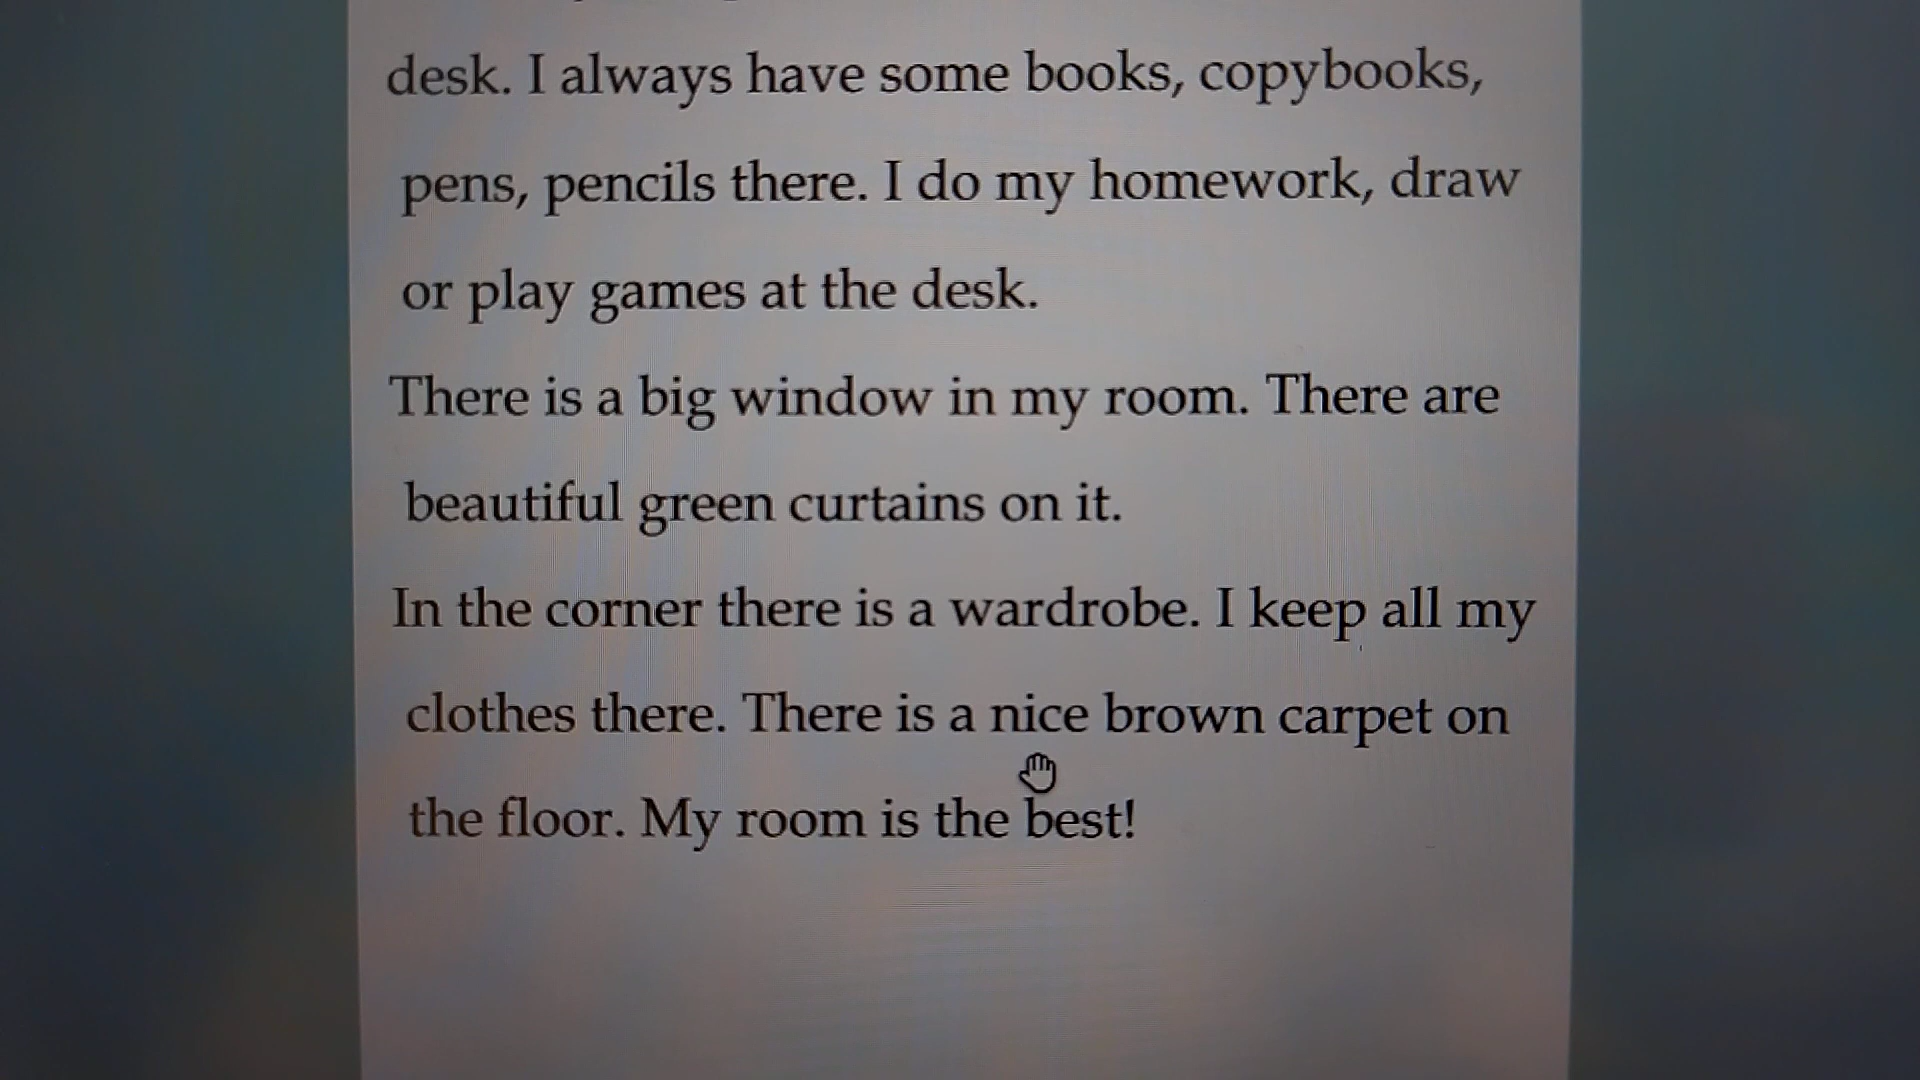 desk. I always have some books, copybooks,
pens, pencils there. I do my homework, draw
or play games at the desk.
There is a big window in my room. There are
beautiful green curtains on it.
In the corner there is a wardrobe. I keep all my
clothes there. There is a nice brown carpet on
the floor. My room is the best!